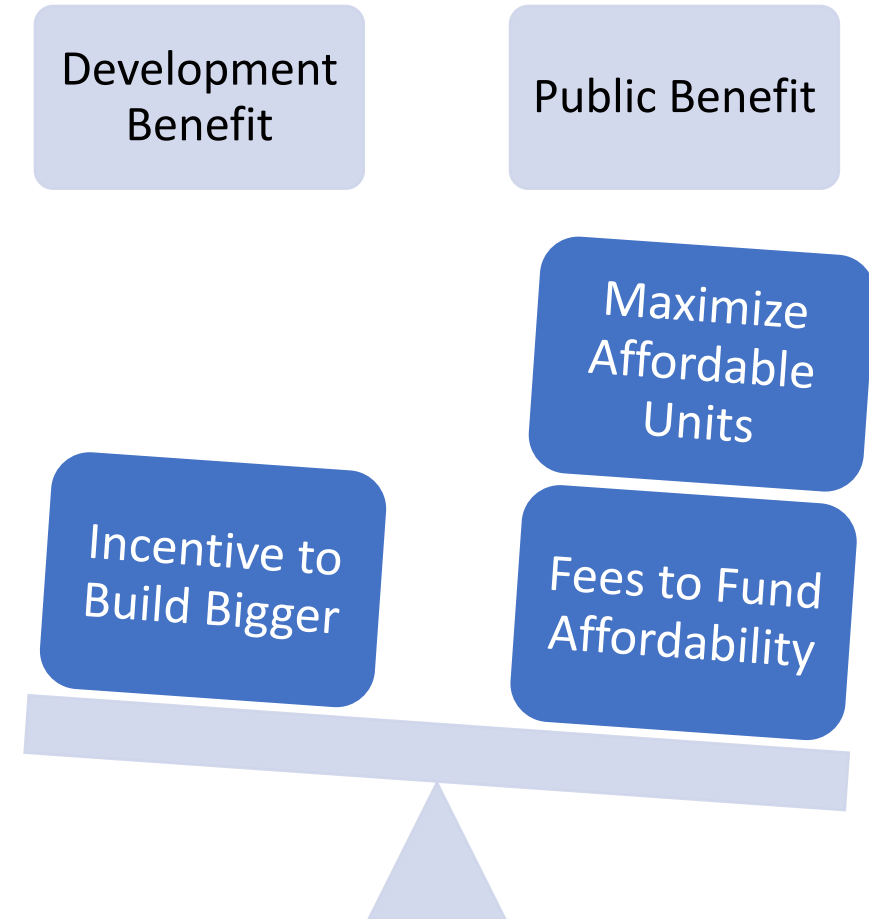 Development
Benefit
Public Benefit
Maximize
Affordable
Units
Incentive to
Build Bigger
Fees to Fund
Affordability